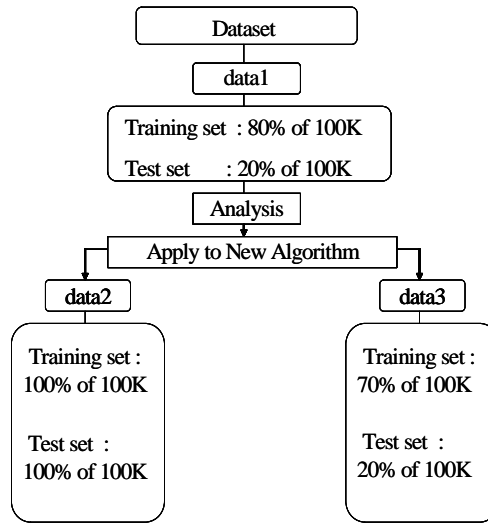 Dataset
data1
Training set : 80% of 100K
Test set : 20% of 100K
Analysis
Apply to New Algorithm
data2
Training set :
100% of 100K
Test set :
100% of 100K
data3
Training set :
70% of 100K
Test set :
20% of 100K